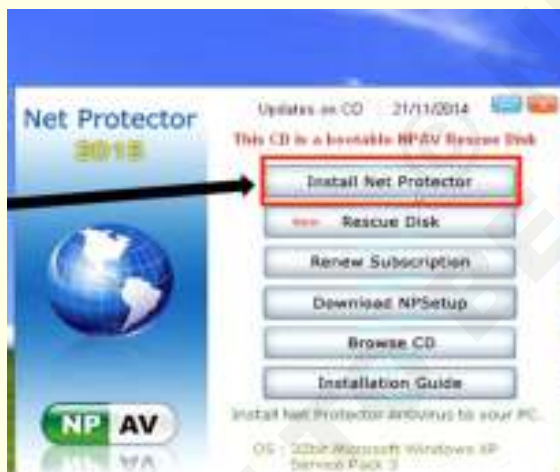 Net Protector
2015
Updates on CD : 21/11/2014
This CD is a bootable NPAV Rescue Disk
Install Net Protector
New Rescue Disk
Renew Subscription
Download NPSetup
Browse CD
Installation Guide
NP AV
Install Net Protector Antivirus to your PC.
OS : 32bit Microsoft Windows XP
Service Pack 3